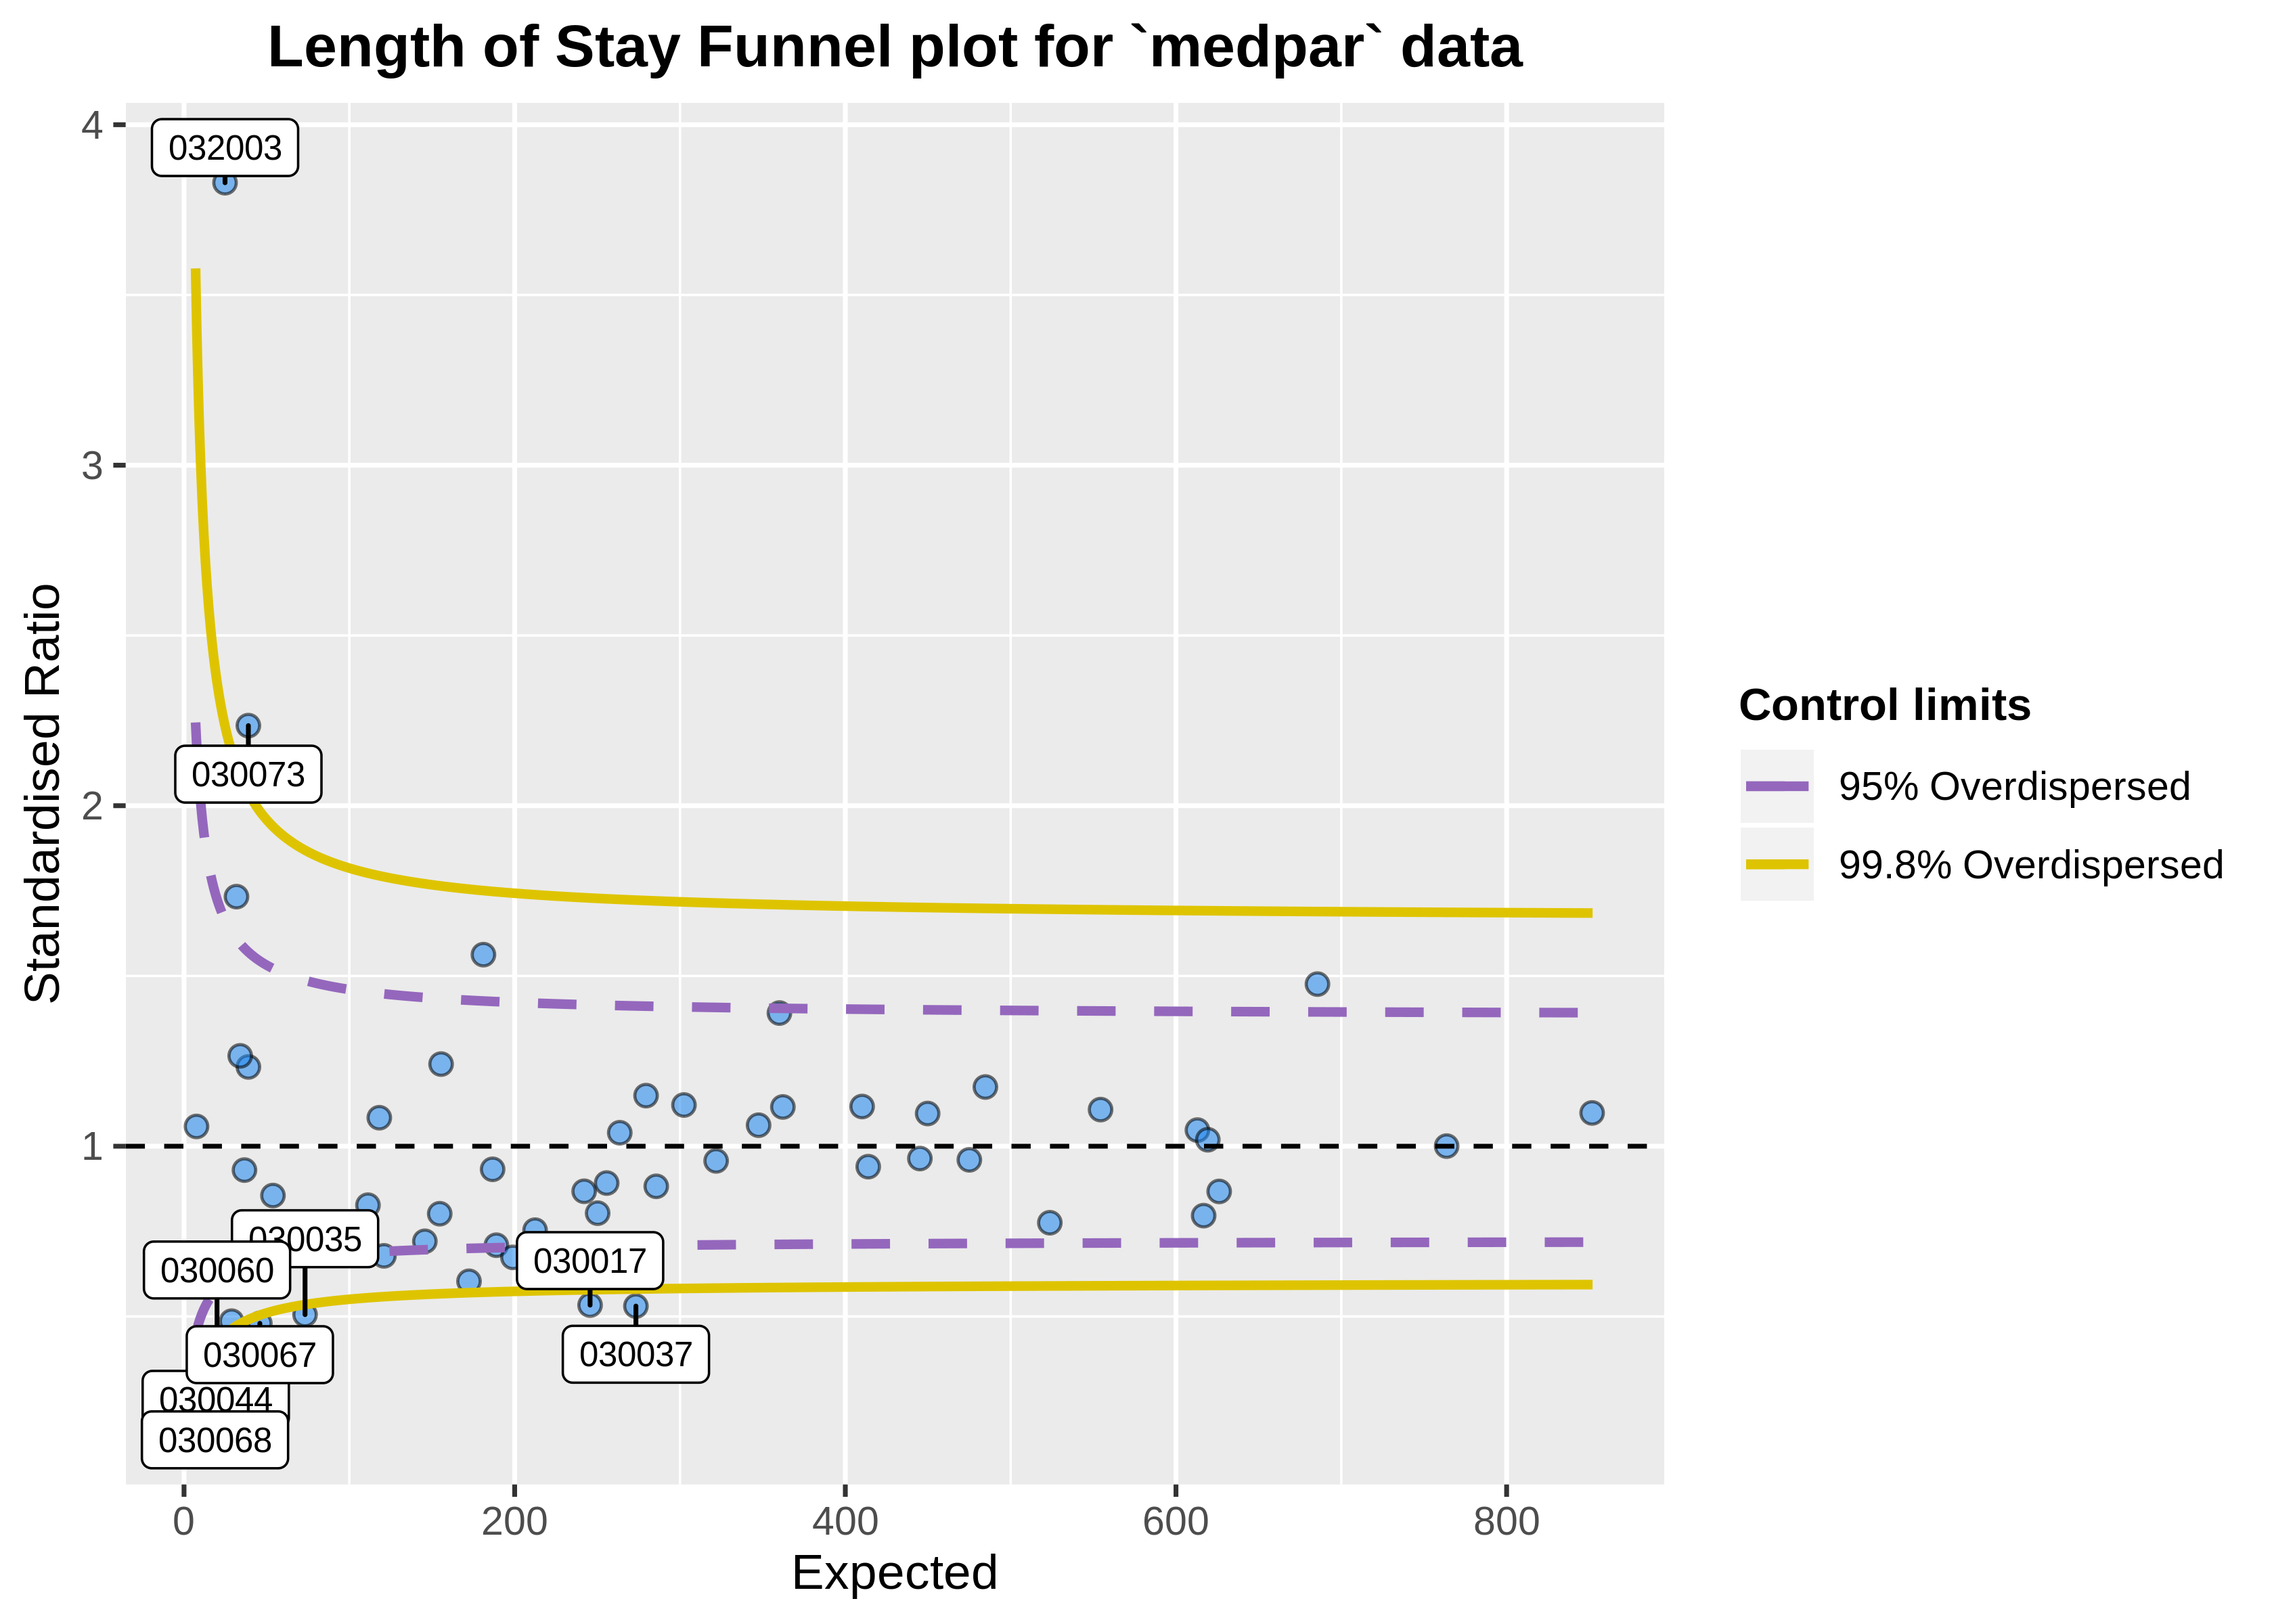 Length of Stay Funnel plot for `medpar` data
Standardised Ratio
4
3
2
1
032003
030073
030035
030060
030017
030067
030037
030044
030068
0 200 400 600 800
Expected
Control limits
95% Overdispersed
99.8% Overdispersed